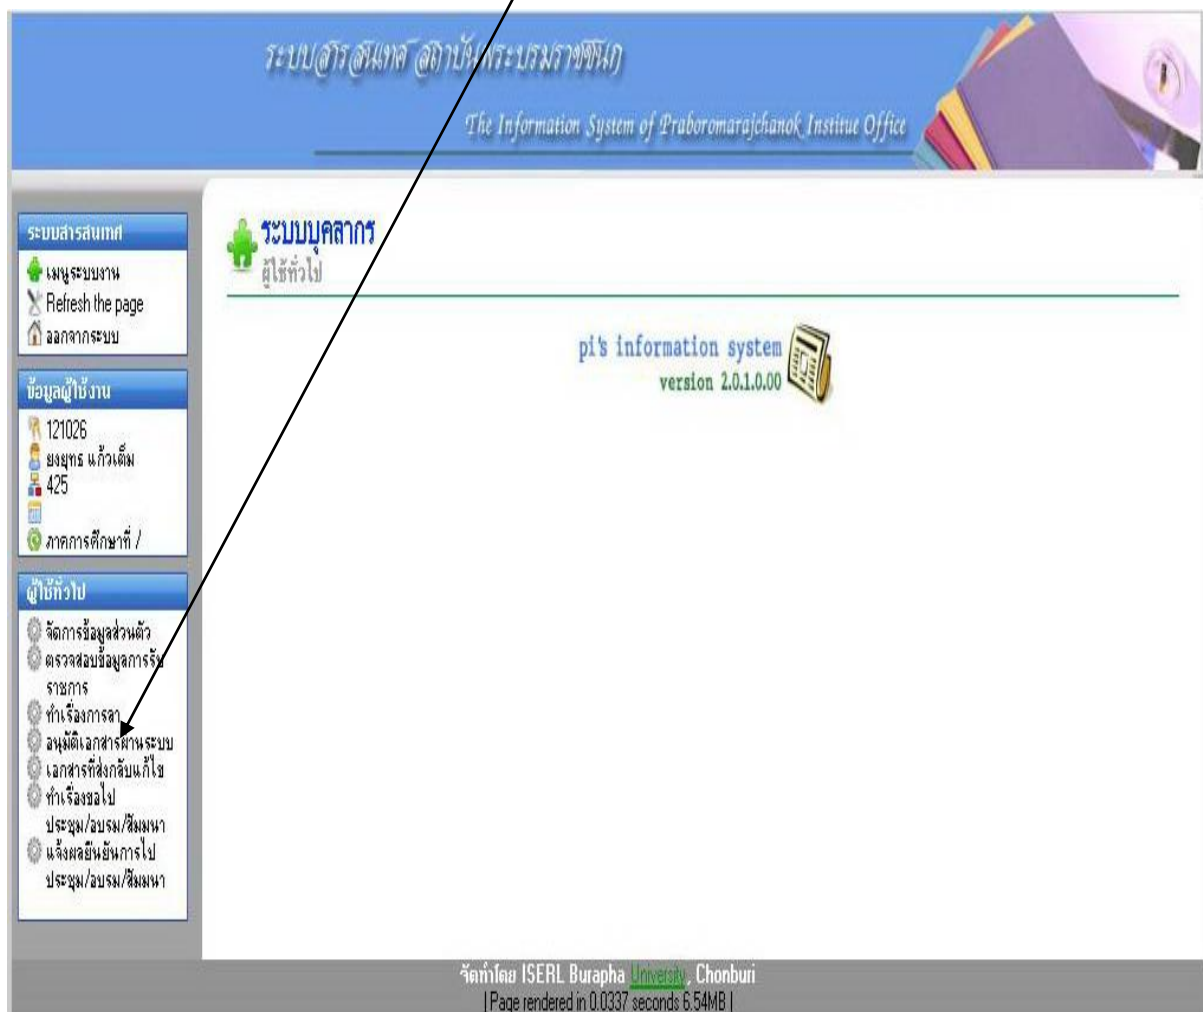 ระบบสารสนเทศ สถาบันพระบรมราชชนก
The Information System of Praboromarajchanok Institue Office
ระบบสารสนเทศ
เมนูระบบงาน
Refresh the page
ออกจากระบบ
ข้อมูลผู้ใช้งาน
121026
ยงยุทธ แก้วเต็ม
425
ภาคการศึกษาที่ /
ผู้ใช้ทั่วไป
จัดการข้อมูลส่วนตัว
ตรวจสอบข้อมูลการรับ
ราชการ
ทำเรื่องการลา
อนุมัติเอกสารผ่านระบบ
เอกสารที่ส่งกลับแก้ไข
ทำเรื่องขอไป
ประชุม/อบรม/สัมมนา
แจ้งผลยืนยันการไป
ประชุม/อบรม/สัมมนา
ระบบบุคลากร
ผู้ใช้ทั่วไป
pi's information system
version 2.0.1.0.00
จัดทำโดย ISERL Burapha University, Chonburi
| Page rendered in 0.0337 seconds 6.54MB |